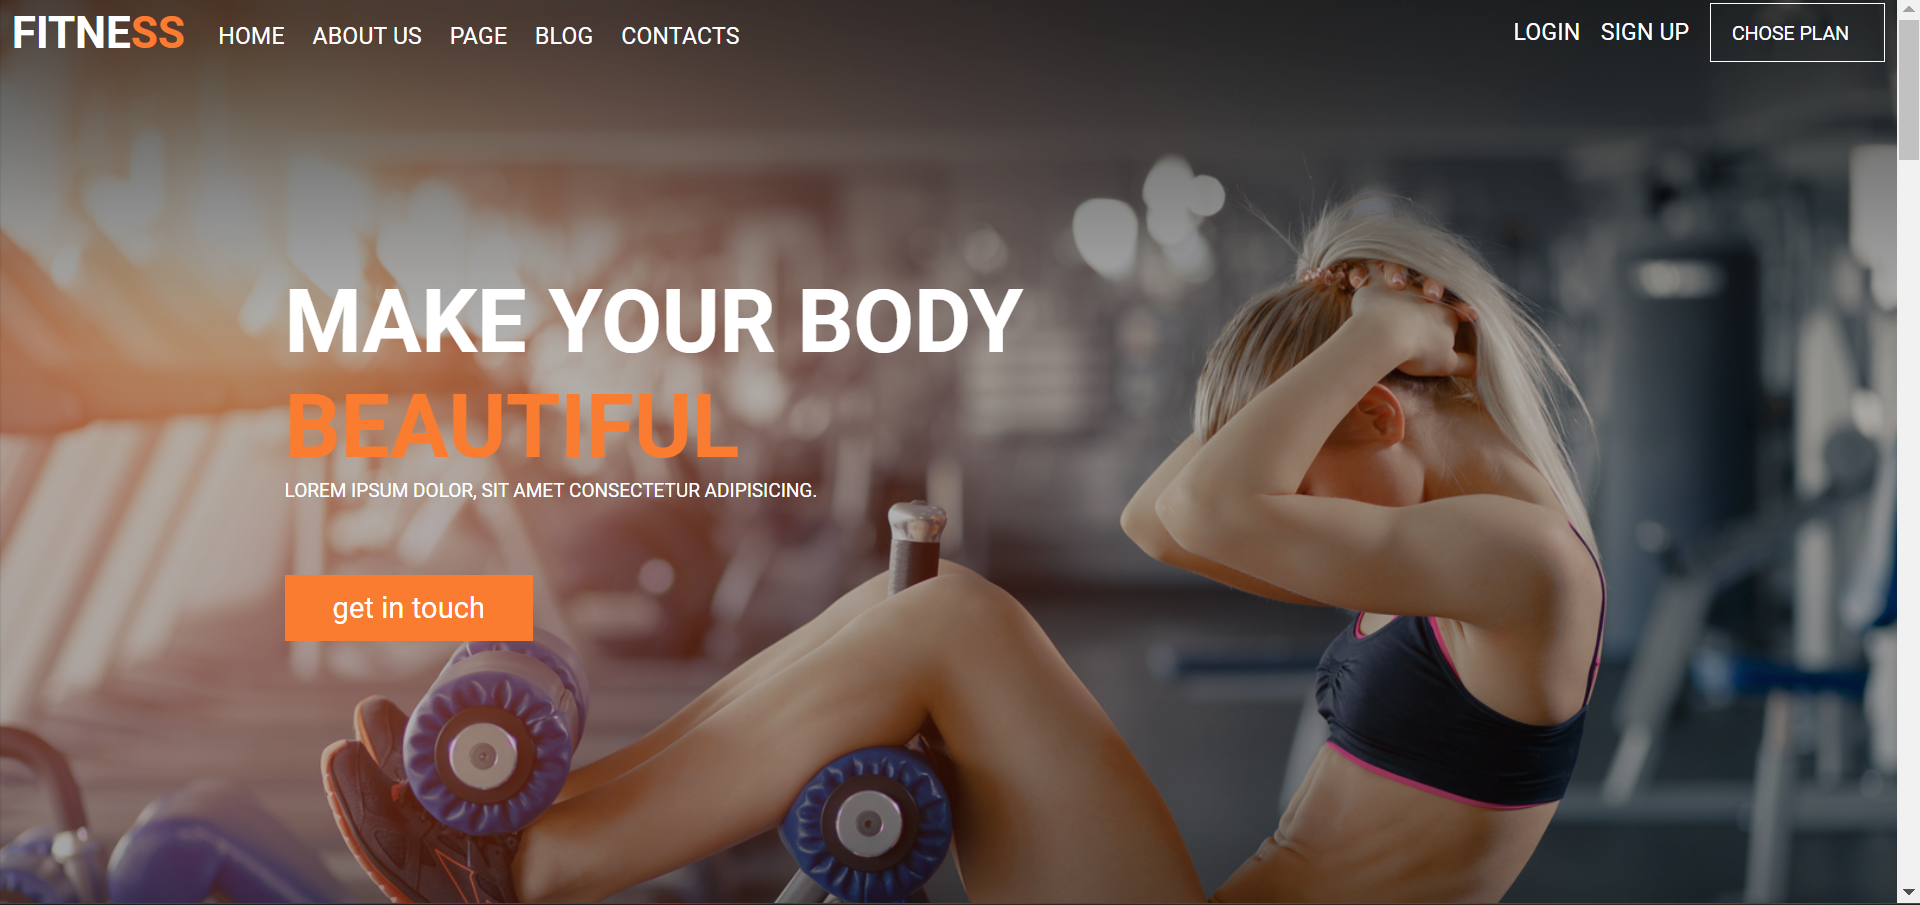 FITNESS HOME ABOUT US PAGE BLOG CONTACTS LOGIN SIGN UP CHOSE PLAN
MAKE YOUR BODY
BEAUTIFUL
LOREM IPSUM DOLOR, SIT AMET CONSECTETUR ADIPISICING.
get in touch